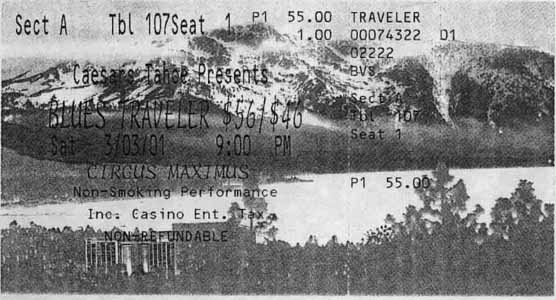 Sect A Tbl 107Seat 1 P1 55.00 TRAVELER
1.00 00074322 01
02222
Caesars Tahoe Presents BVS
Sect A
BLUES TRAVELER $56/$46 Tbl 107
Sat 3/03/01 9:00 PM Seat 1
CIRCUS MAXIMUS
Non-Smoking Performance P1 55.00
Inc. Casino Ent. Tax
NON-REFUNDABLE